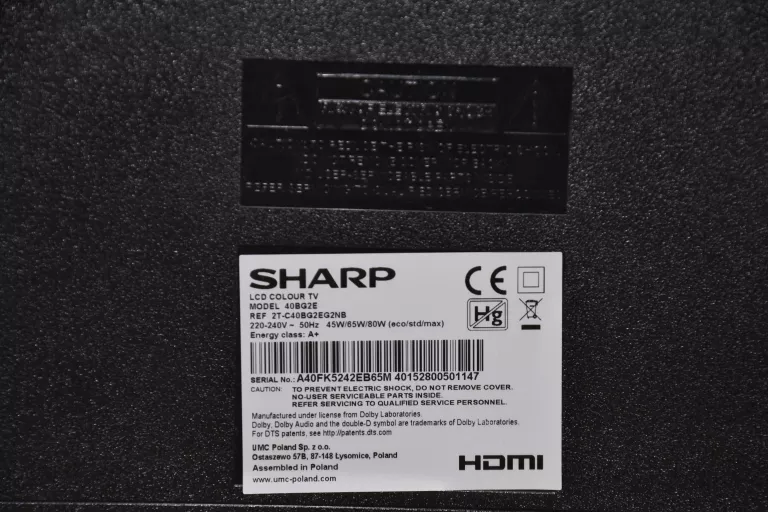 CAUTION
SHARP
LCD COLOUR TV
MODEL 40BG2E
REF 2T-C40BG2EG2NB
220-240V ~ 50Hz 45W/65W/80W (eco/std/max)
Energy class: A+
CE
Hg
SERIAL No.: A40FK5242EB65M 40152800501147
CAUTION: TO PREVENT ELECTRIC SHOCK, DO NOT REMOVE COVER.
NO-USER SERVICEABLE PARTS INSIDE.
REFER SERVICING TO QUALIFIED SERVICE PERSONNEL.
Manufactured under license from Dolby Laboratories.
Dolby, Dolby Audio and the double-D symbol are trademarks of Dolby Laboratories.
For DTS patents, see http://patents.dts.com
UMC Poland Sp. z o.o.
Ostaszewo 57B, 87-148 Łysomice, Poland
Assembled in Poland
www.umc-poland.com
HDMI